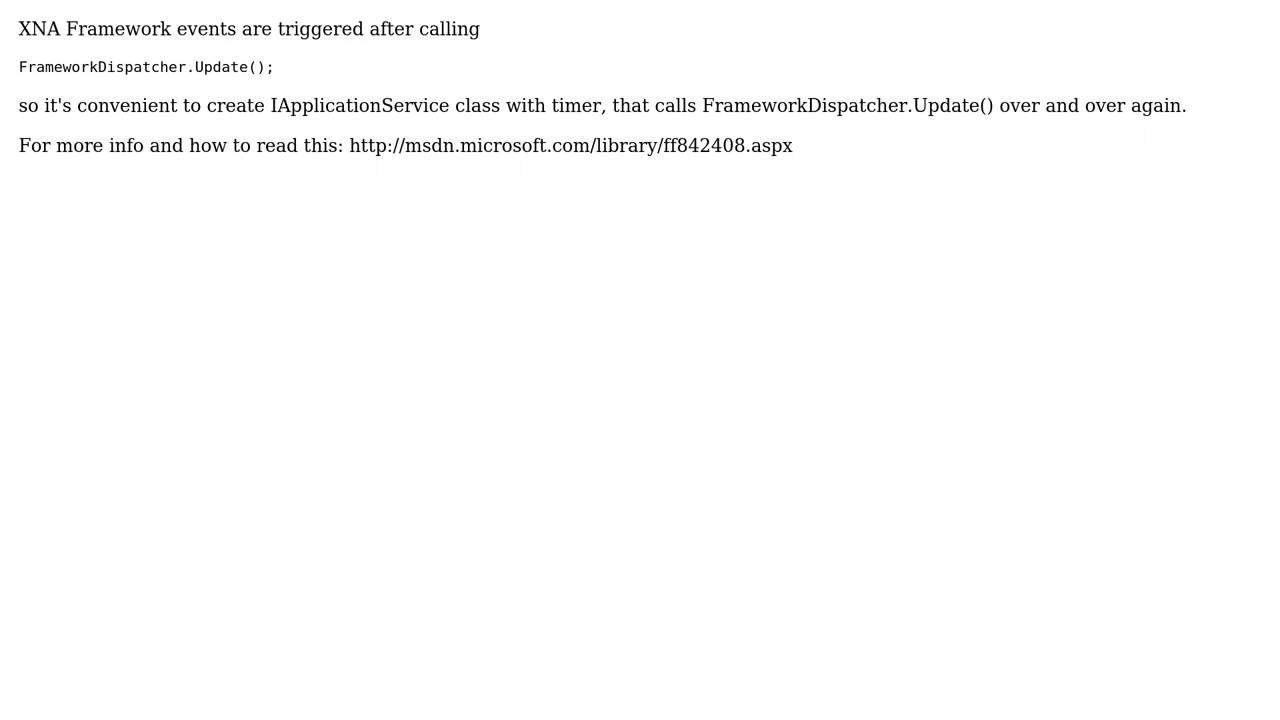 XNA Framework events are triggered after calling
FrameworkDispatcher.Update();
so it's convenient to create IApplicationService class with timer, that calls FrameworkDispatcher.Update() over and over again.
For more info and how to read this: http://msdn.microsoft.com/library/ff842408.aspx